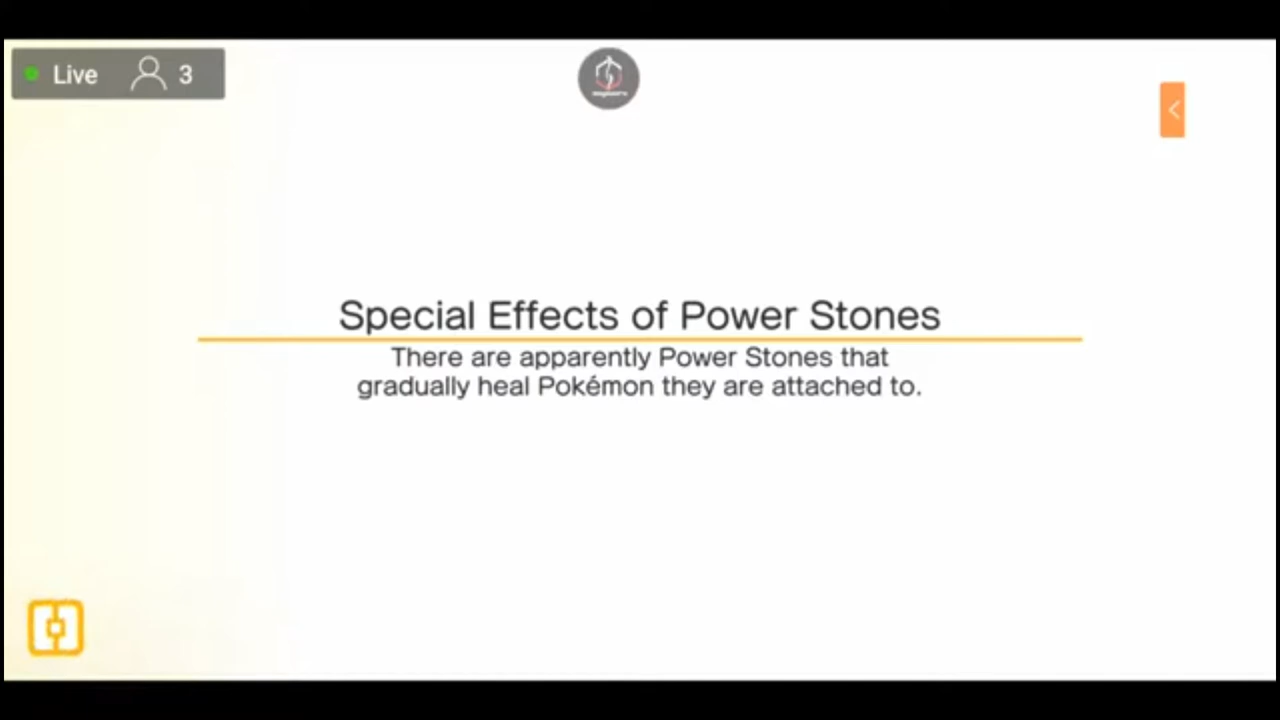 Live 3
Special Effects of Power Stones
There are apparently Power Stones that
gradually heal Pokémon they are attached to.